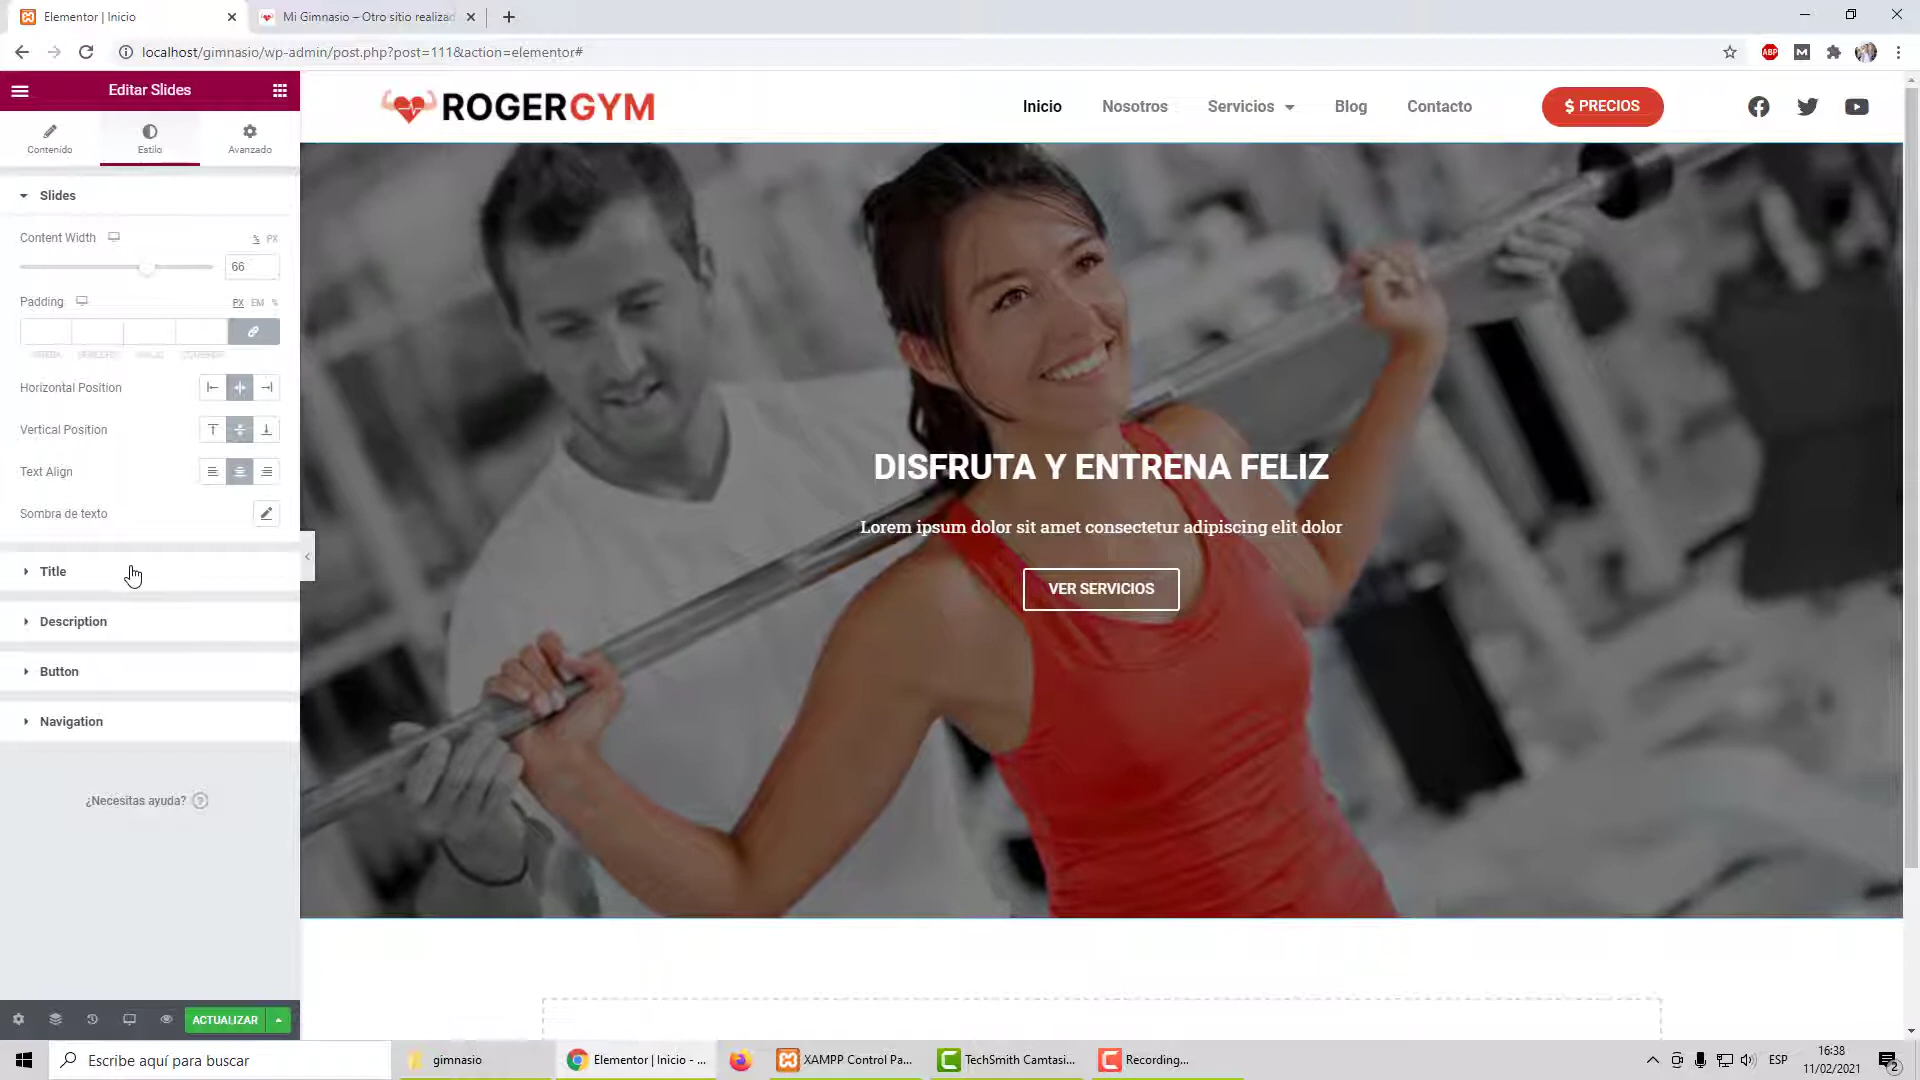 Elementor | Inicio
Mi Gimnasio – Otro sitio realizad
localhost/gimnasio/wp-admin/post.php?post=111&action=elementor#
ABP
Editar Slides
Contenido
Estilo
Avanzado
ROGERGYM
Inicio
Nosotros
Servicios
Blog
Contacto
$ PRECIOS
Slides
Content Width
% PX
66
Padding
PX EM %
Horizontal Position
Vertical Position
Text Align
Sombra de texto
Title
Description
Button
Navigation
¿Necesitas ayuda?
DISFRUTA Y ENTRENA FELIZ
Lorem ipsum dolor sit amet consectetur adipiscing elit dolor
VER SERVICIOS
ACTUALIZAR
Escribe aquí para buscar
gimnasio
Elementor | Inicio - ...
XAMPP Control Pa...
TechSmith Camtasi...
Recording...
ESP
16:38
11/02/2021
2